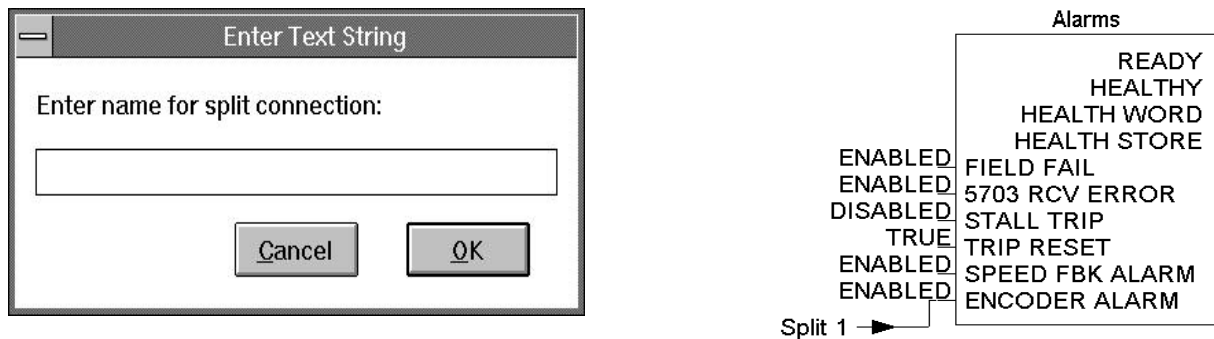 Enter Text String
Enter name for split connection:
Cancel
OK
Alarms
READY
HEALTHY
HEALTH WORD
HEALTH STORE
ENABLED FIELD FAIL
ENABLED 5703 RCV ERROR
DISABLED STALL TRIP
TRUE TRIP RESET
ENABLED SPEED FBK ALARM
ENABLED ENCODER ALARM
Split 1